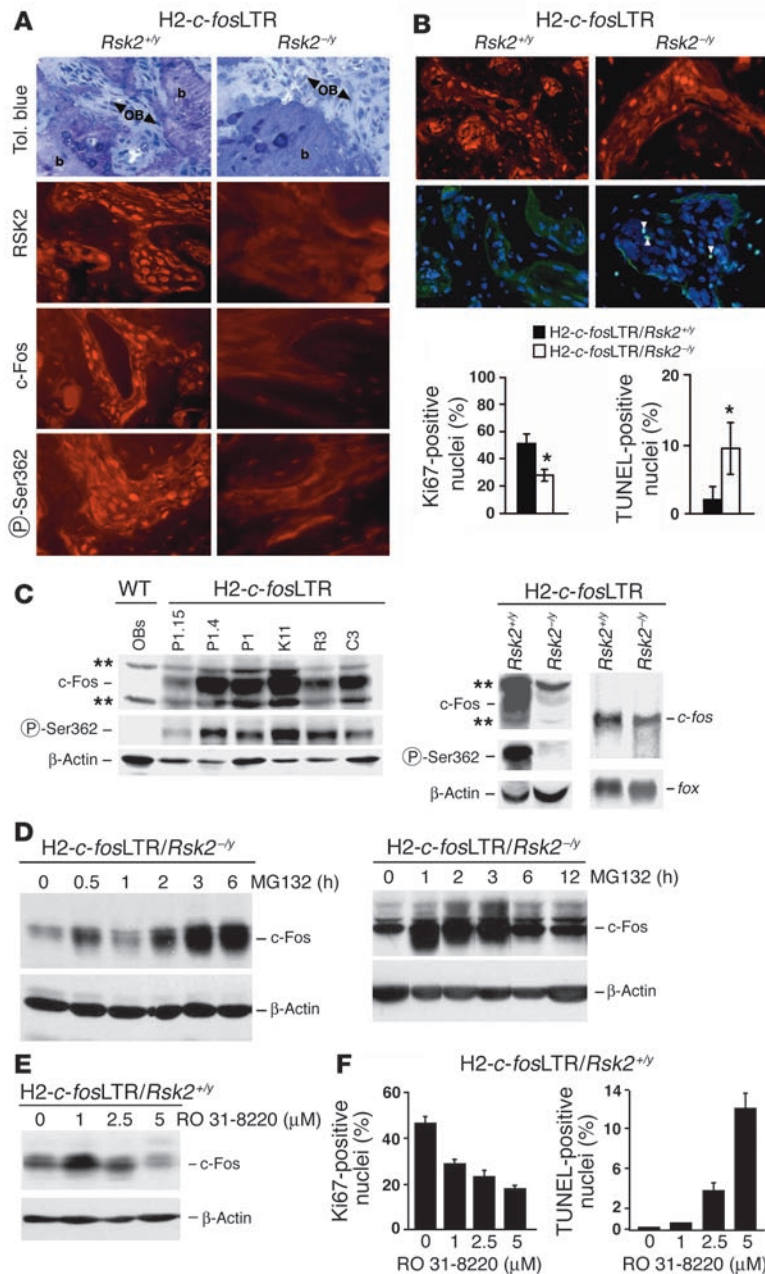 A
H2-c-fosLTR
Rsk2+/y
Rsk2−/y
Tol. blue
b
OB
b
OB
b
RSK2
c-Fos
Ⓟ-Ser362
B
H2-c-fosLTR
Rsk2+/y
Rsk2−/y
H2-c-fosLTR/Rsk2+/y
H2-c-fosLTR/Rsk2−/y
Ki67-positive
nuclei (%)
100
80
60
40
20
0
*
TUNEL-positive
nuclei (%)
20
10
0
*
C
WT
H2-c-fosLTR
OBs
P1.15
P1.4
P1
K11
R3
C3
**
c-Fos –
**
Ⓟ-Ser362 –
β-Actin –
H2-c-fosLTR
Rsk2+/y
Rsk2−/y
Rsk2+/y
Rsk2−/y
**
c-Fos –
**
Ⓟ-Ser362 –
β-Actin –
– c-fos
– fox
D
H2-c-fosLTR/Rsk2−/y
0 0.5 1 2 3 6 MG132 (h)
– c-Fos
– β-Actin
H2-c-fosLTR/Rsk2−/y
0 1 2 3 6 12 MG132 (h)
– c-Fos
– β-Actin
E
H2-c-fosLTR/Rsk2+/y
0 1 2.5 5 RO 31-8220 (μM)
– c-Fos
– β-Actin
F
H2-c-fosLTR/Rsk2+/y
Ki67-positive
nuclei (%)
60
40
20
0
0 1 2.5 5
RO 31-8220 (μM)
TUNEL-positive
nuclei (%)
14
12
6
2
0
0 1 2.5 5
RO 31-8220 (μM)